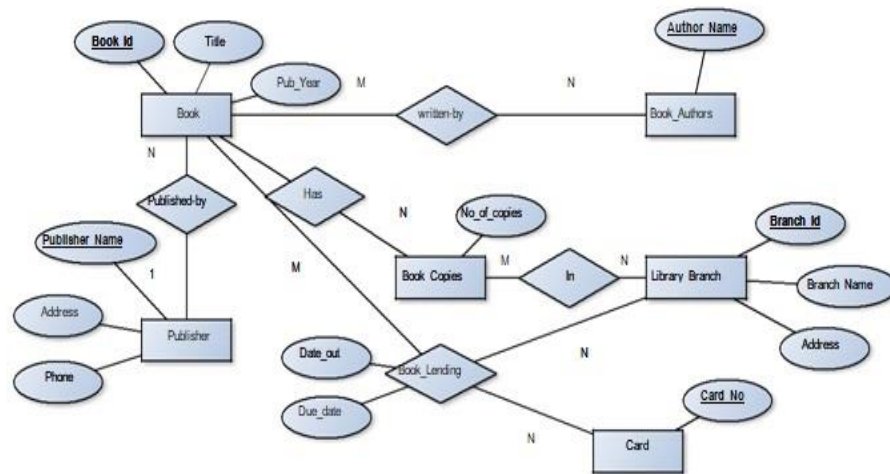 Author Name
Book Id
Title
Pub_Year
M
N
Book
written-by
Book_Authors
N
Published-by
Has
Publisher Name
N
No_of_copies
Branch Id
1
M
Book Copies
M
In
N
Library Branch
Branch Name
Address
Publisher
Phone
Date_out
Book_Lending
N
Address
Due_date
Card No
N
Card